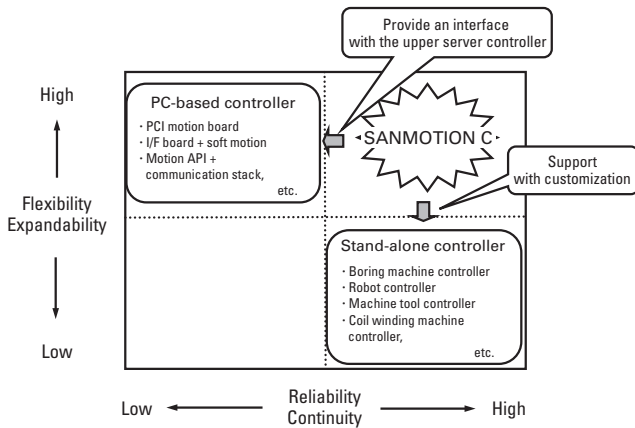 Provide an interface
with the upper server controller
High
PC-based controller
· PCI motion board
· I/F board + soft motion
· Motion API +
communication stack,
etc.
SANMOTION C
Support
with customization
Flexibility
Expandability
Stand-alone controller
· Boring machine controller
· Robot controller
· Machine tool controller
· Coil winding machine
controller,
etc.
Low
Low
Reliability
Continuity
High